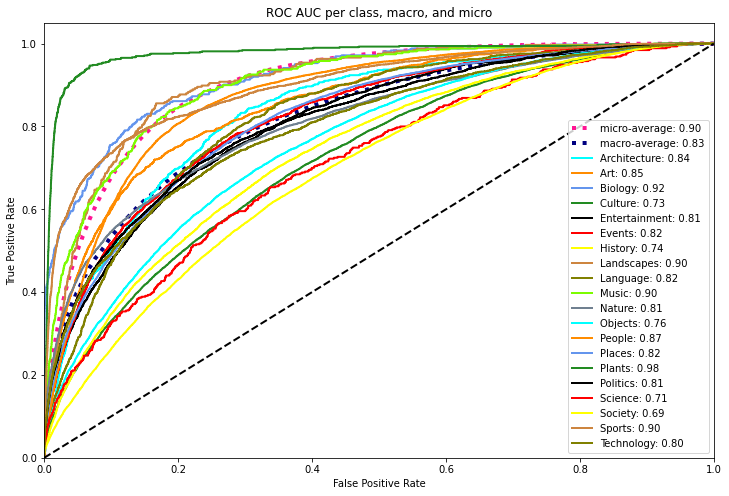 ROC AUC per class, macro, and micro
True Positive Rate
1.0
0.8
0.6
0.4
0.2
0.0
micro-average: 0.90
macro-average: 0.83
Architecture: 0.84
Art: 0.85
Biology: 0.92
Culture: 0.73
Entertainment: 0.81
Events: 0.82
History: 0.74
Landscapes: 0.90
Language: 0.82
Music: 0.90
Nature: 0.81
Objects: 0.76
People: 0.87
Places: 0.82
Plants: 0.98
Politics: 0.81
Science: 0.71
Society: 0.69
Sports: 0.90
Technology: 0.80
0.0 0.2 0.4 0.6 0.8 1.0
False Positive Rate